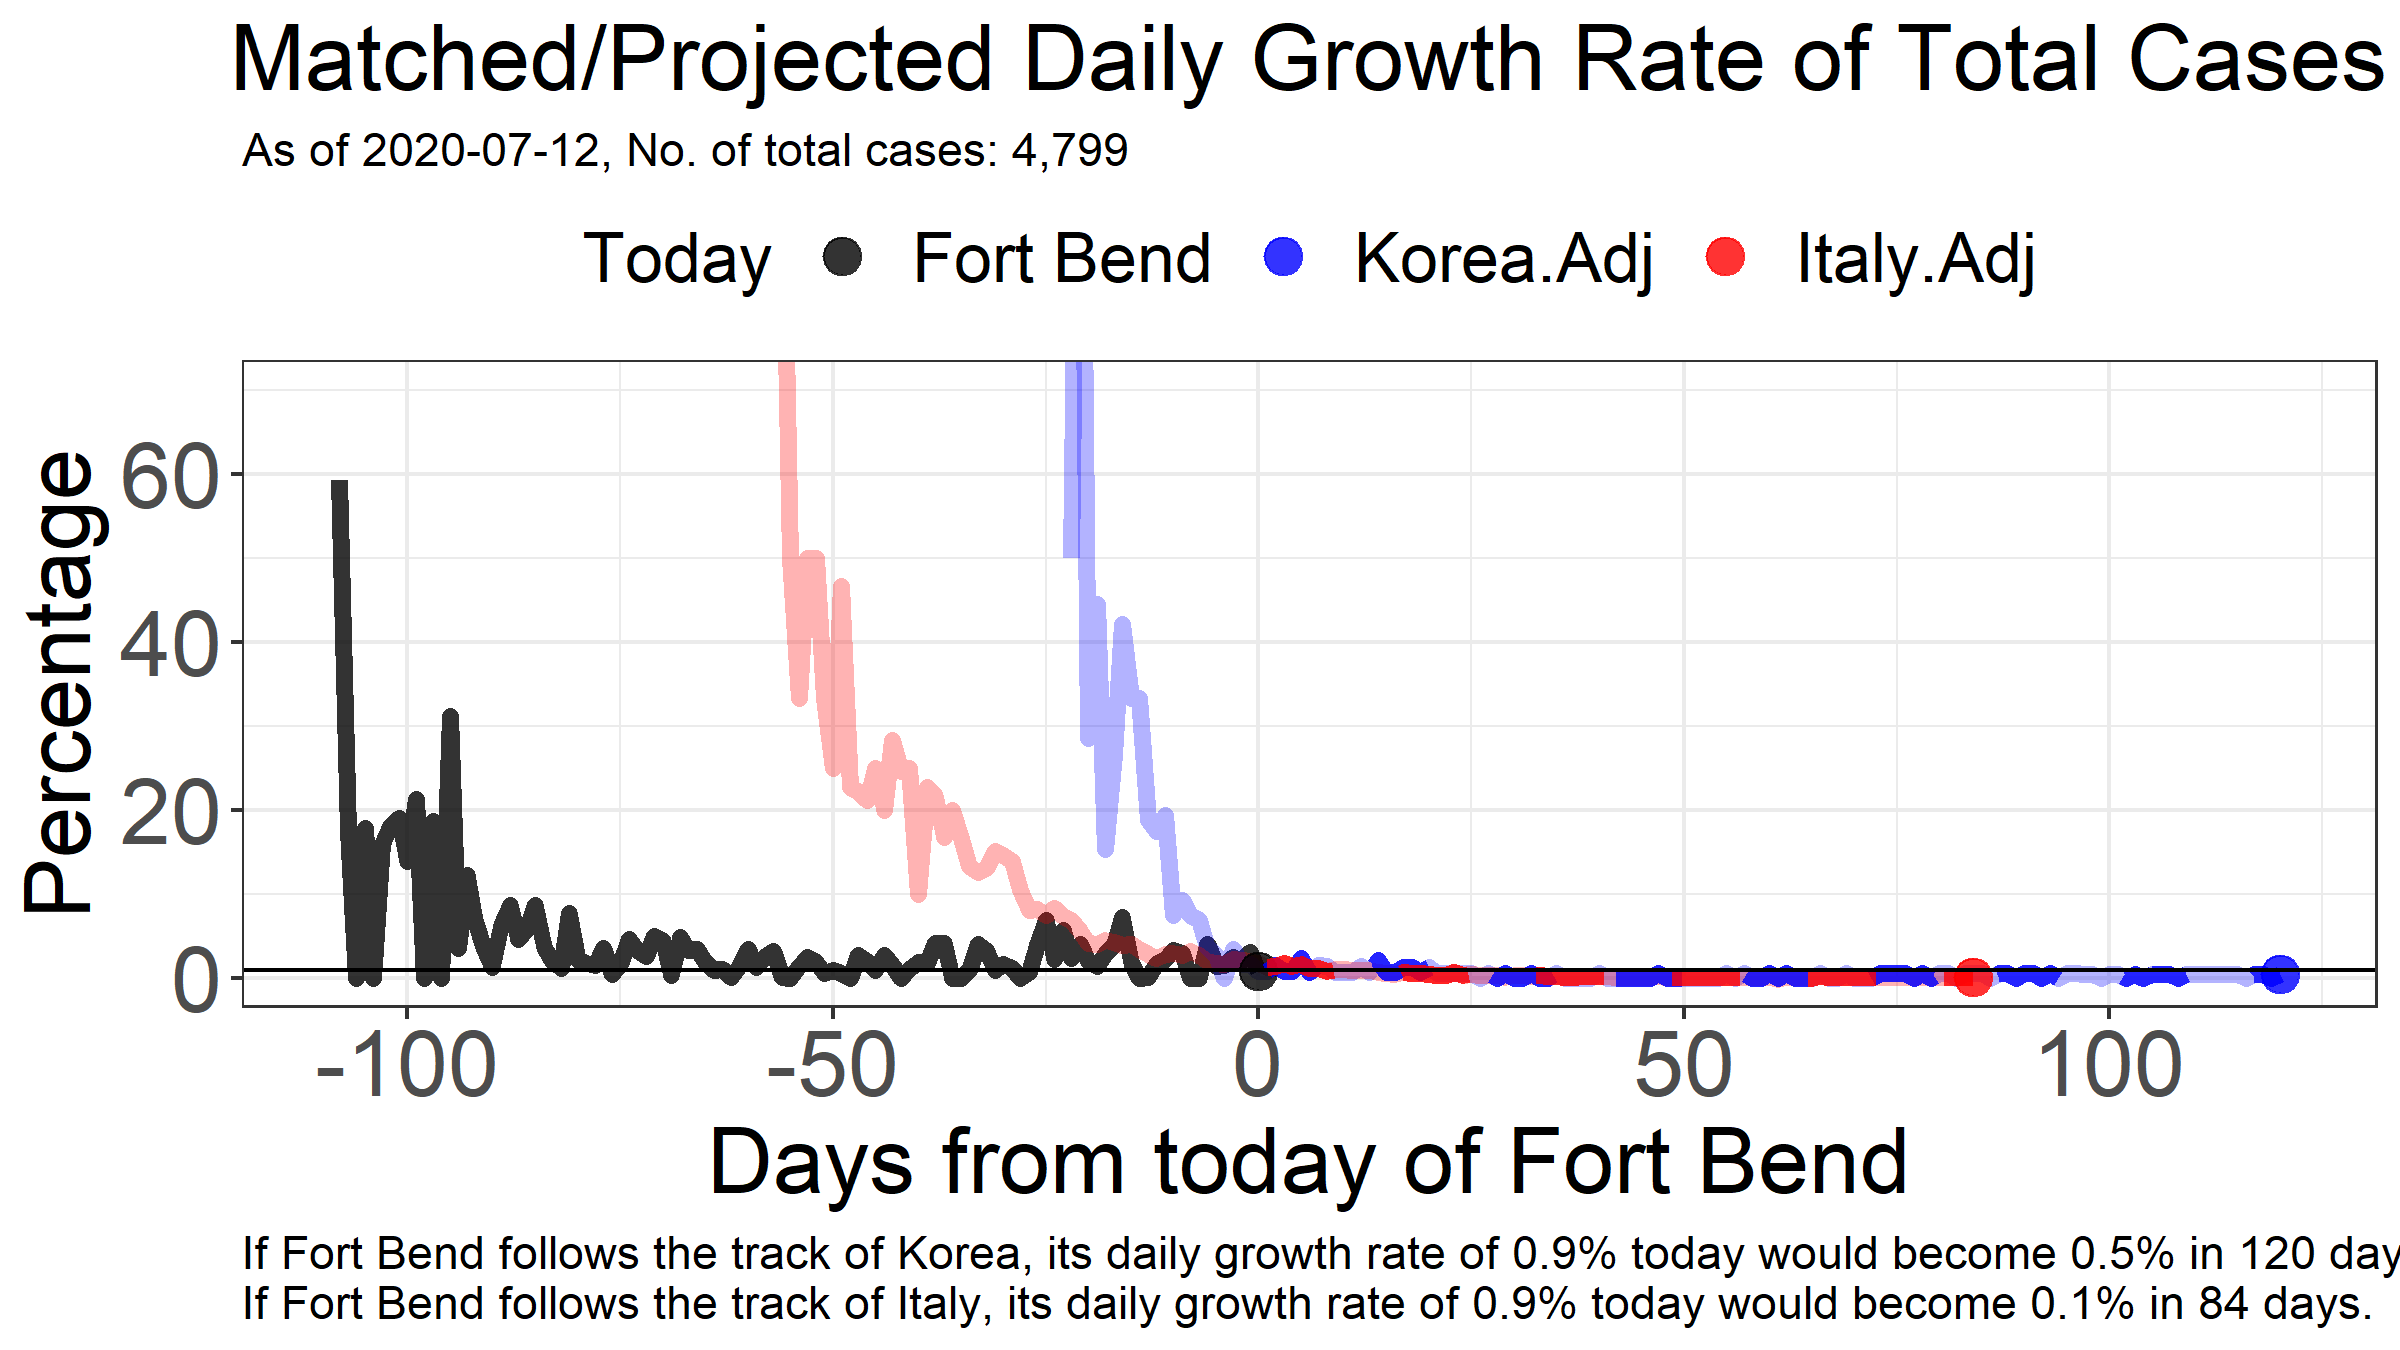 Matched/Projected Daily Growth Rate of Total Cases
As of 2020-07-12, No. of total cases: 4,799
Today Fort Bend Korea.Adj Italy.Adj
Percentage
60
40
20
0
-100 -50 0 50 100
Days from today of Fort Bend
If Fort Bend follows the track of Korea, its daily growth rate of 0.9% today would become 0.5% in 120 day
If Fort Bend follows the track of Italy, its daily growth rate of 0.9% today would become 0.1% in 84 days.